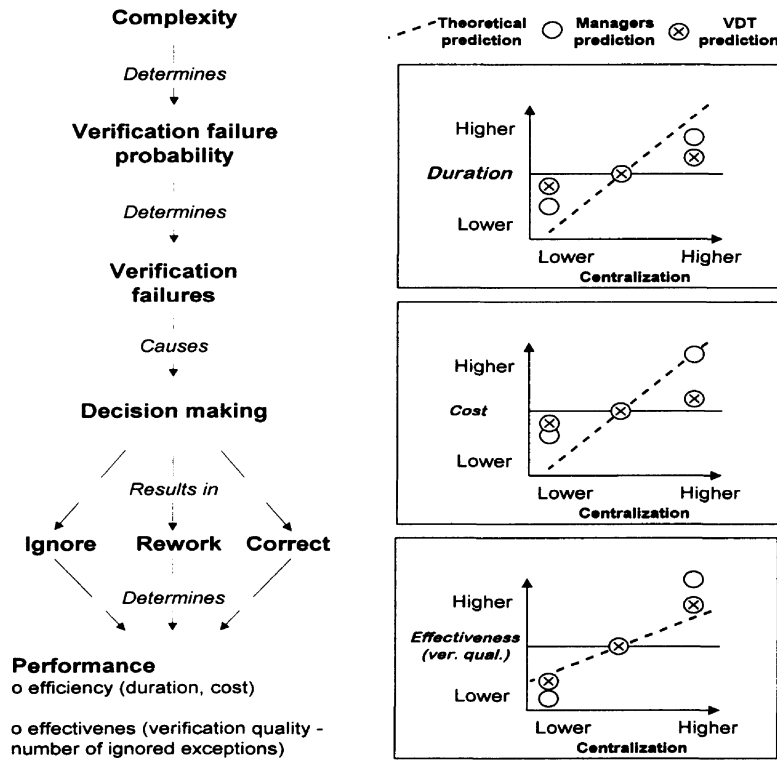 Complexity
Determines
Verification failure
probability
Determines
Verification
failures
Causes
Decision making
Results in
Ignore Rework Correct
Determines
Performance
o efficiency (duration, cost)
o effectivenes (verification quality -
number of ignored exceptions)
Theoretical
prediction
Managers
prediction
VDT
prediction
Higher
Duration
Lower
Lower Higher
Centralization
Higher
Cost
Lower
Lower Higher
Centralization
Higher
Effectiveness
(ver. qual.)
Lower
Lower Higher
Centralization